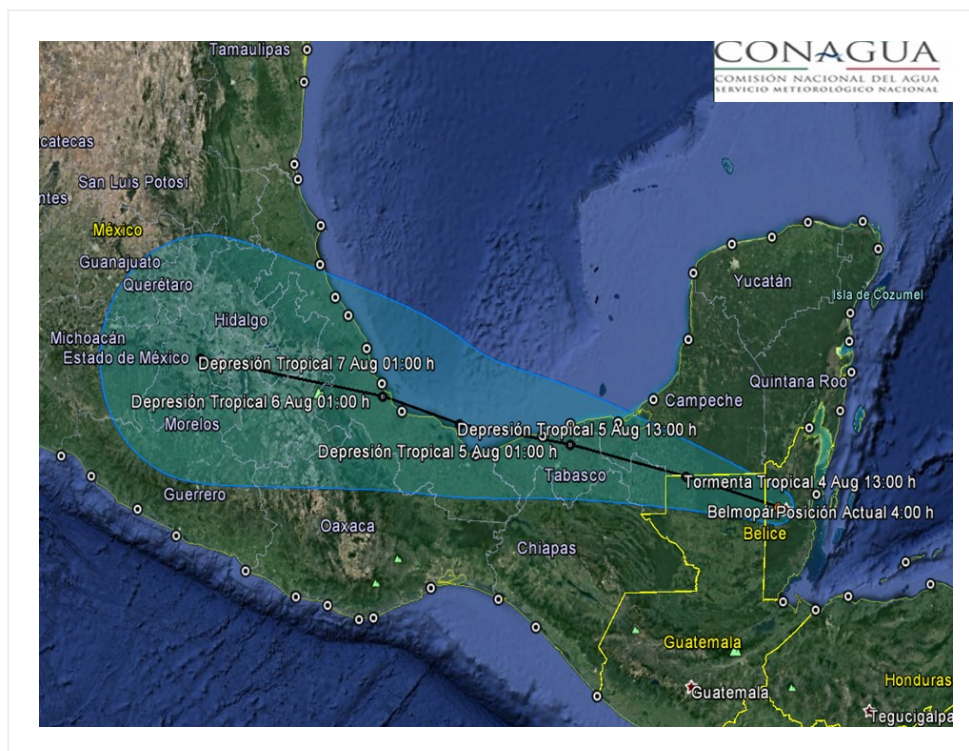 Tamaulipas
CONAGUA
COMISIÓN NACIONAL DEL AGUA
SERVICIO METEOROLÓGICO NACIONAL
catecas
San Luis Potosí
ntes
México
Guanajuato
Querétaro
Yucatán
Isla de Cozumel
Hidalgo
Michoacán
Estado de México
Depresión Tropical 7 Aug 01:00 h
Quintana Roo
Depresión Tropical 6 Aug 01:00 h
Campeche
Morelos
Depresión Tropical 5 Aug 13:00 h
Depresión Tropical 5 Aug 01:00 h
Tabasco
Tormenta Tropical 4 Aug 13:00 h
Guerrero
Belmopán
Posición Actual 4:00 h
Oaxaca
Belice
Chiapas
Guatemala
Honduras
Guatemala
Tegucigalpa